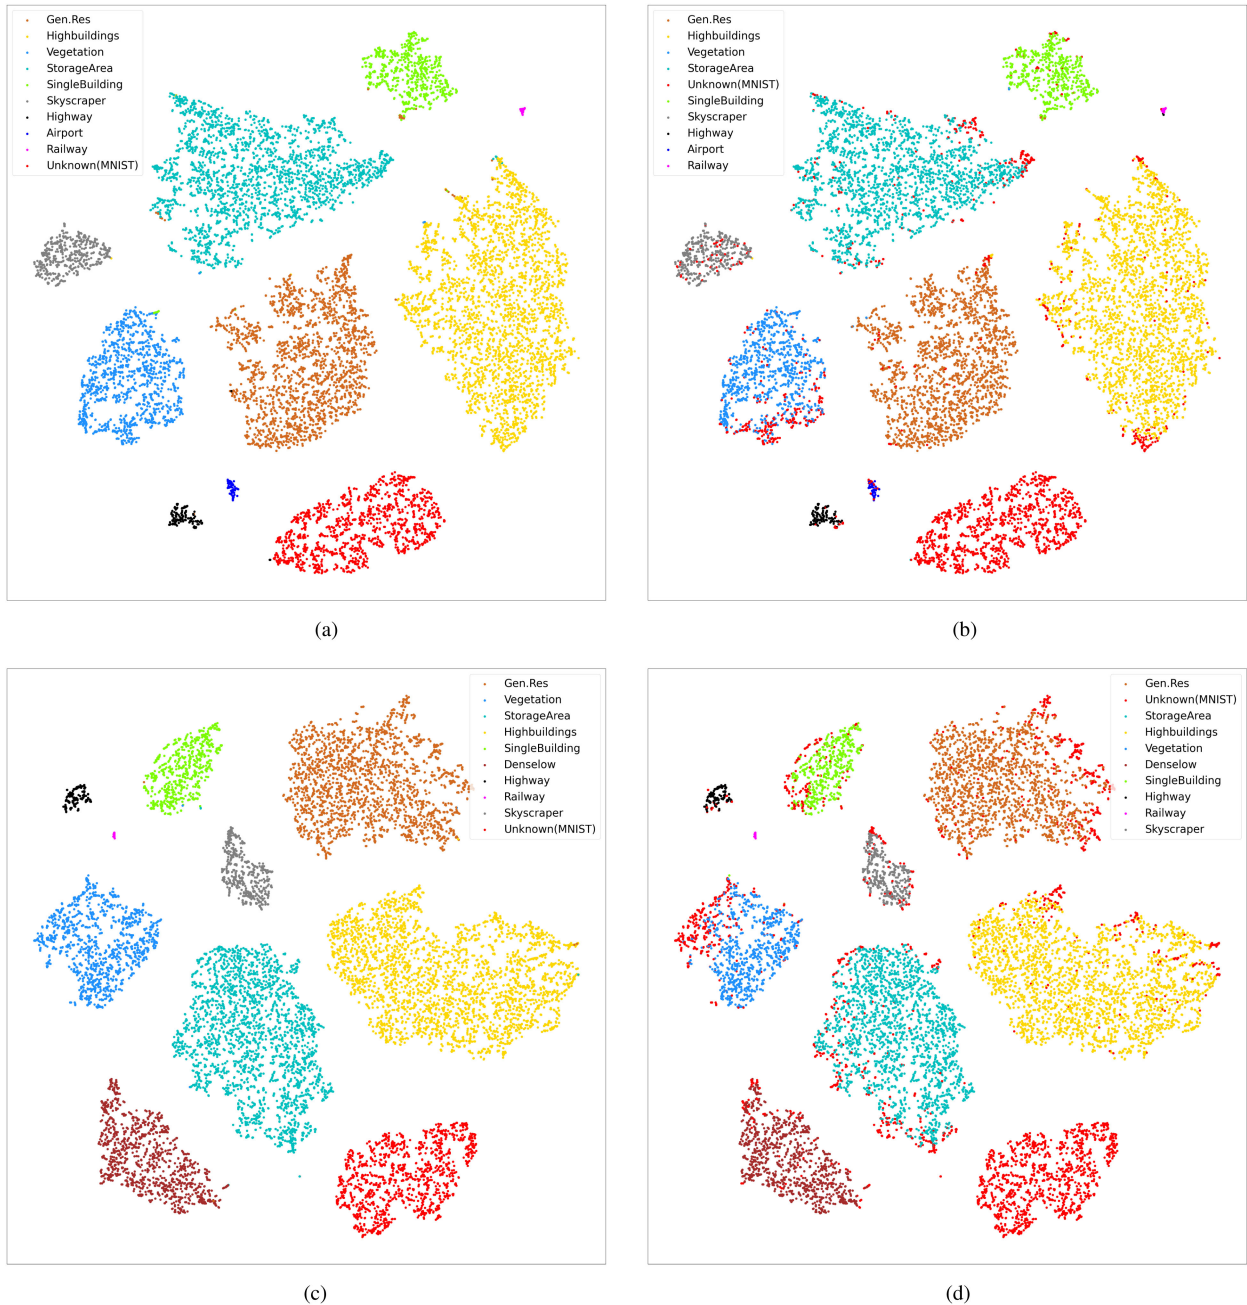 Gen.Res
Highbuildings
Vegetation
StorageArea
SingleBuilding
Skyscraper
Highway
Airport
Railway
Unknown(MNIST)
(a)
Gen.Res
Highbuildings
Vegetation
StorageArea
Unknown(MNIST)
SingleBuilding
Skyscraper
Highway
Airport
Railway
(b)
Gen.Res
Vegetation
StorageArea
Highbuildings
SingleBuilding
Denselow
Highway
Railway
Skyscraper
Unknown(MNIST)
(c)
Gen.Res
Unknown(MNIST)
StorageArea
Highbuildings
Vegetation
Denselow
SingleBuilding
Highway
Railway
Skyscraper
(d)